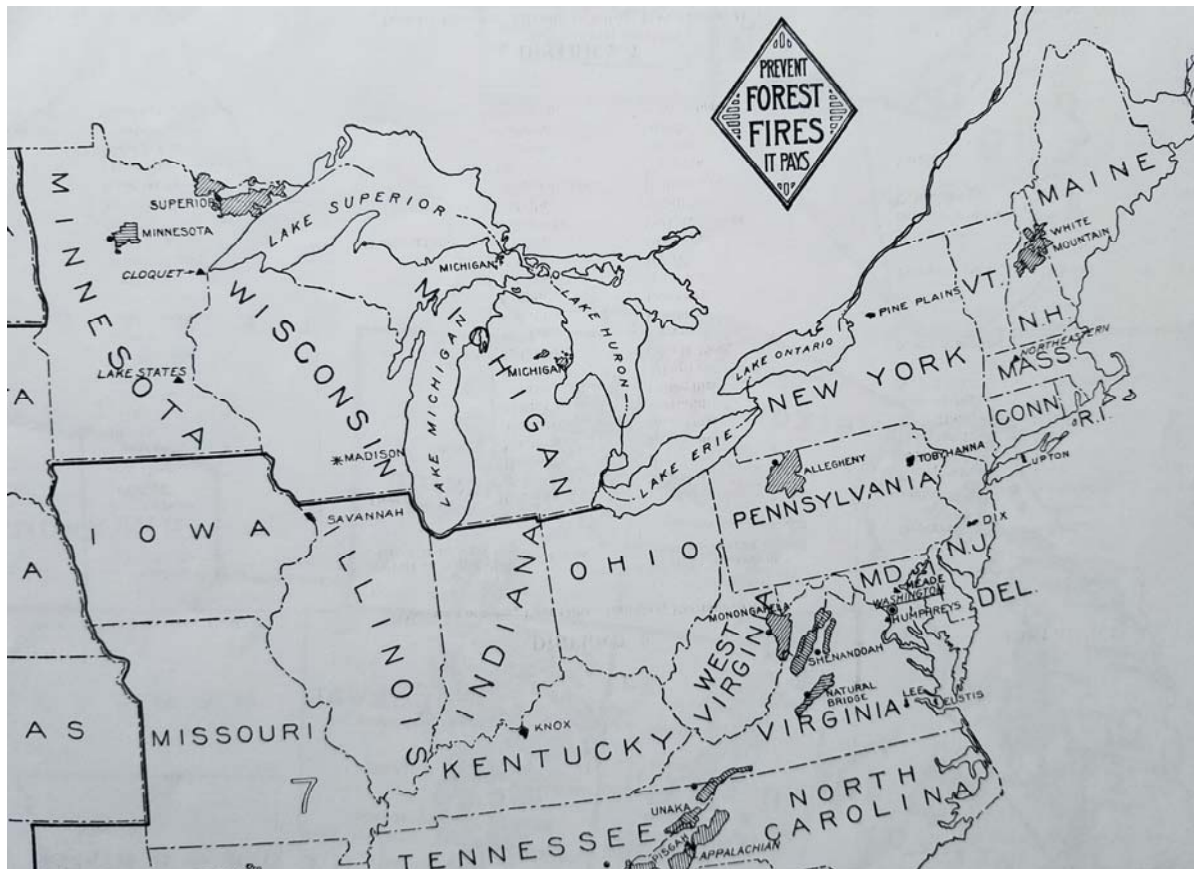 PREVENT
FOREST
FIRES
IT PAYS
MAINE
MINNESOTA
SUPERIOR
LAKE SUPERIOR
MINNESOTA
WHITE
MOUNTAIN
CLOQUET
MICHIGAN
WISCONSIN
MICHIGAN
LAKE HURON
PINE PLAINS
VT.
N.H.
LAKE MICHIGAN
MICHIGAN
LAKE ONTARIO
NORTHEASTERN
MASS.
LAKE STATES
NEW YORK
CONN.
R.I.
A
MADISON
LAKE ERIE
ALLEGHENY
TOBYHANNA
UPTON
SAVANNAH
PENNSYLVANIA
IOWA
DIX
A
ILLINOIS
INDIANA
OHIO
N.J.
MD.
MEADE
WASHINGTON
DEL.
HUMPHREYS
MONONGAHELA
WEST
VIRGINIA
SHENANDOAH
NATURAL
BRIDGE
LEE
EUSTIS
VIRGINIA
AS
MISSOURI
KNOX
KENTUCKY
7
NORTH
CAROLINA
UNAKA
TENNESSEE
PISGAH
APPALACHIAN